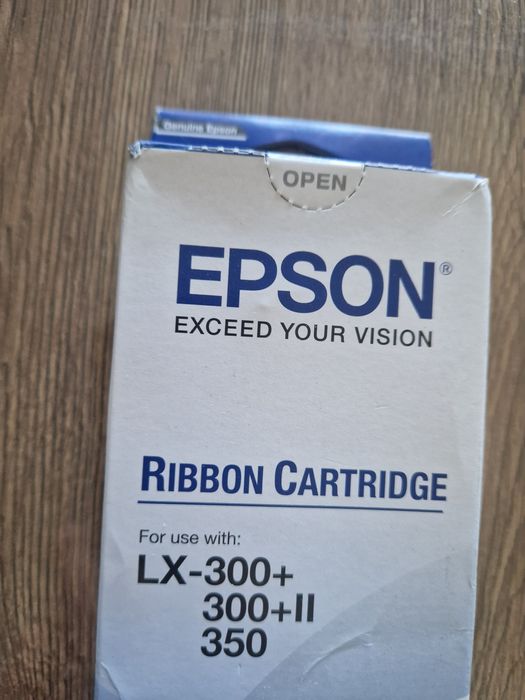 Genuine Epson
OPEN
EPSON®
EXCEED YOUR VISION
RIBBON CARTRIDGE
For use with:
LX-300+
300+II
350